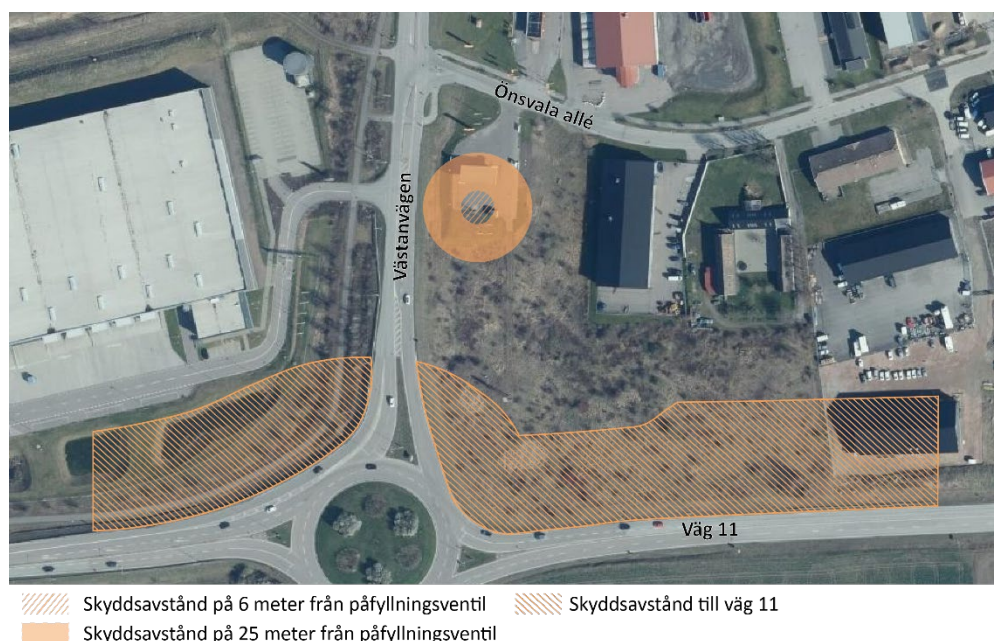 Önsvala allé
Västanvägen
Väg 11
Skyddsavstånd på 6 meter från påfyllningsventil
Skyddsavstånd till väg 11
Skyddsavstånd på 25 meter från påfyllningsventil